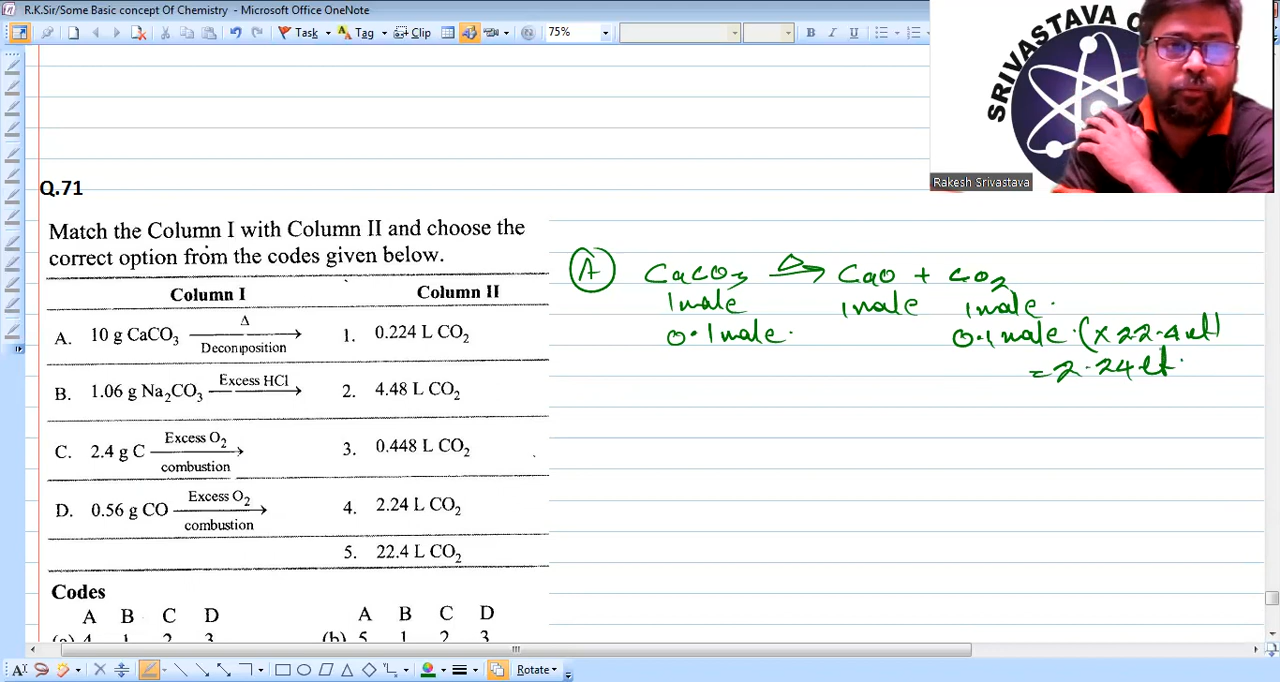 R.K.Sir/Some Basic concept Of Chemistry - Microsoft Office OneNote
Task Tag Clip 75% B I U
SRIVASTAVA
Rakesh Srivastava
Q.71
Match the Column I with Column II and choose the
correct option from the codes given below.
Column I Column II
A. 10 g CaCO₃ —Δ/Decomposition→ 1. 0.224 L CO₂
B. 1.06 g Na₂CO₃ —Excess HCl→ 2. 4.48 L CO₂
C. 2.4 g C —Excess O₂/combustion→ 3. 0.448 L CO₂
D. 0.56 g CO —Excess O₂/combustion→ 4. 2.24 L CO₂
5. 22.4 L CO₂
Codes
A B C D A B C D
(a) 4 1 2 3 (b) 5 1 2 3
A CaCO₃ —Δ→ CaO + CO₂
1 mole 1 mole 1 mole.
0.1 mole. 0.1 mole. (× 22.4 lt)
= 2.24 lt.
Rotate